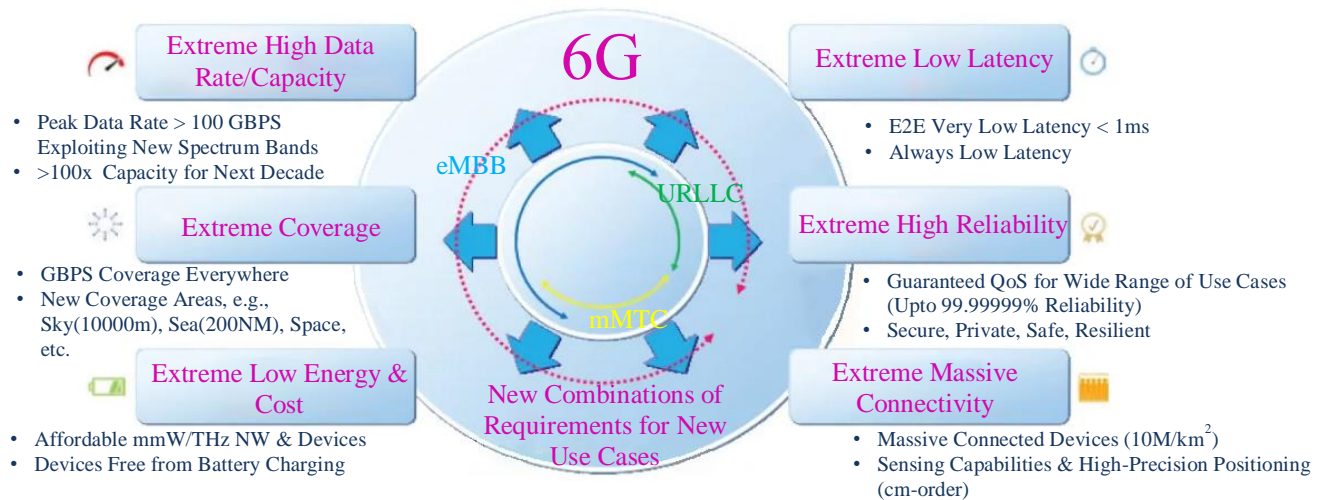 6G
Extreme High Data
Rate/Capacity
• Peak Data Rate > 100 GBPS
Exploiting New Spectrum Bands
• >100x Capacity for Next Decade
Extreme Coverage
• GBPS Coverage Everywhere
• New Coverage Areas, e.g.,
Sky(10000m), Sea(200NM), Space,
etc.
Extreme Low Energy &
Cost
• Affordable mmW/THz NW & Devices
• Devices Free from Battery Charging
eMBB
URLLC
mMTC
New Combinations of
Requirements for New
Use Cases
Extreme Low Latency
• E2E Very Low Latency < 1ms
• Always Low Latency
Extreme High Reliability
• Guaranteed QoS for Wide Range of Use Cases
(Upto 99.99999% Reliability)
• Secure, Private, Safe, Resilient
Extreme Massive
Connectivity
• Massive Connected Devices (10M/km²)
• Sensing Capabilities & High-Precision Positioning
(cm-order)